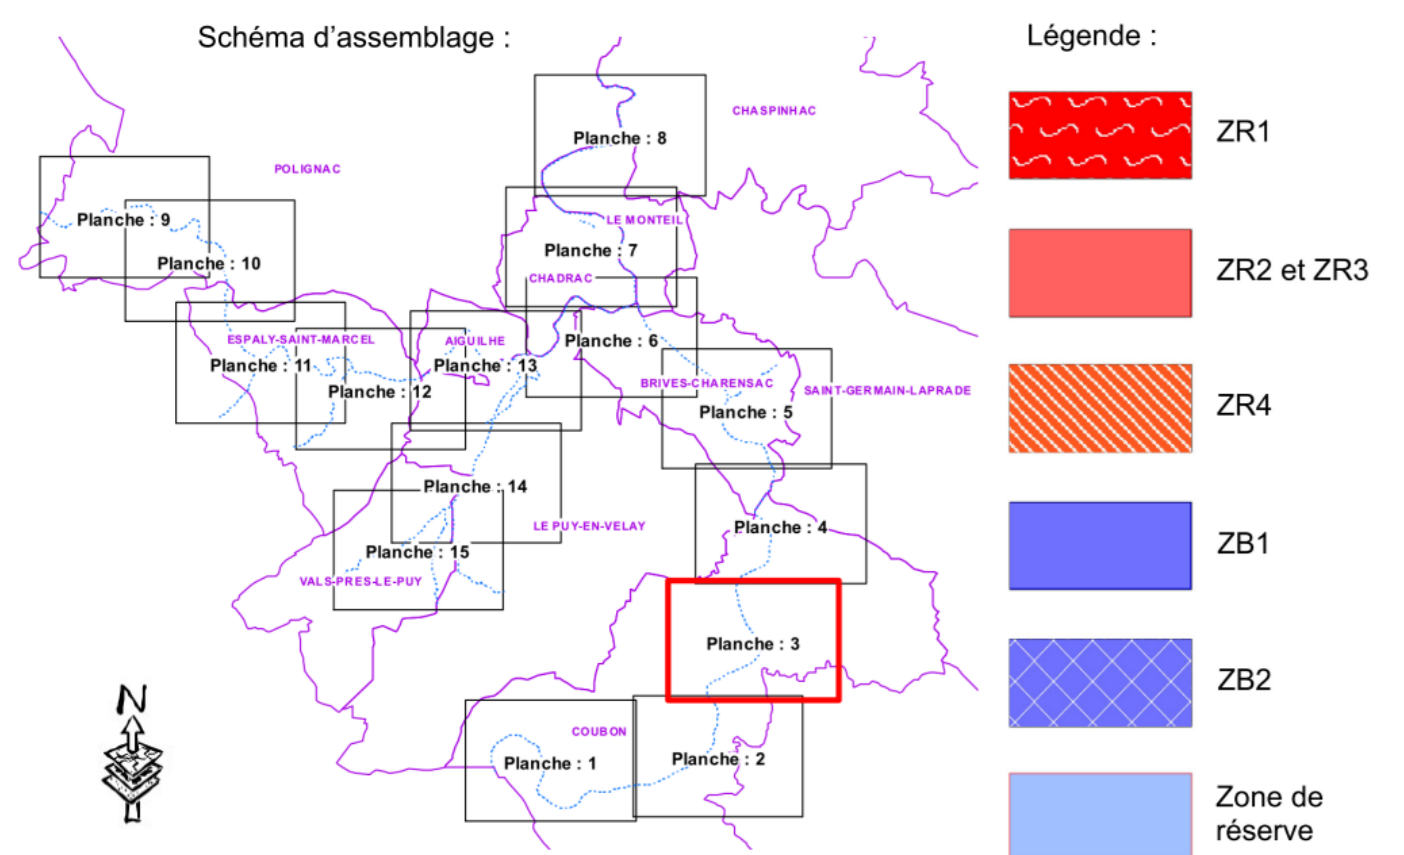 Schéma d'assemblage :
Légende :
CHASPINHAC
Planche : 8
ZR1
POLIGNAC
Planche : 9
LE MONTEIL
Planche : 7
Planche : 10
CHADRAC
ZR2 et ZR3
ESPALY-SAINT-MARCEL
AIGUILHE
Planche : 6
Planche : 11
Planche : 13
BRIVES-CHARENSAC
SAINT-GERMAIN-LAPRADE
Planche : 12
Planche : 5
ZR4
Planche : 14
LE PUY-EN-VELAY
Planche : 4
ZB1
Planche : 15
VALS-PRES-LE-PUY
Planche : 3
ZB2
N
COUBON
Planche : 1
Planche : 2
Zone de
réserve